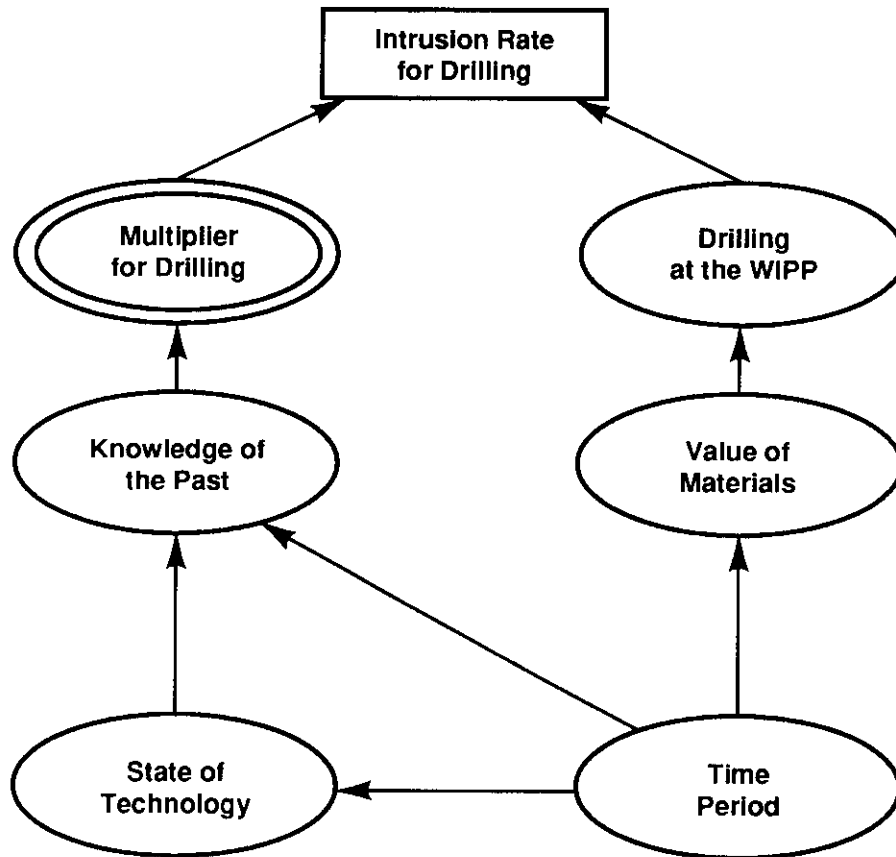 Intrusion Rate
for Drilling
Multiplier
for Drilling
Drilling
at the WIPP
Knowledge of
the Past
Value of
Materials
State of
Technology
Time
Period